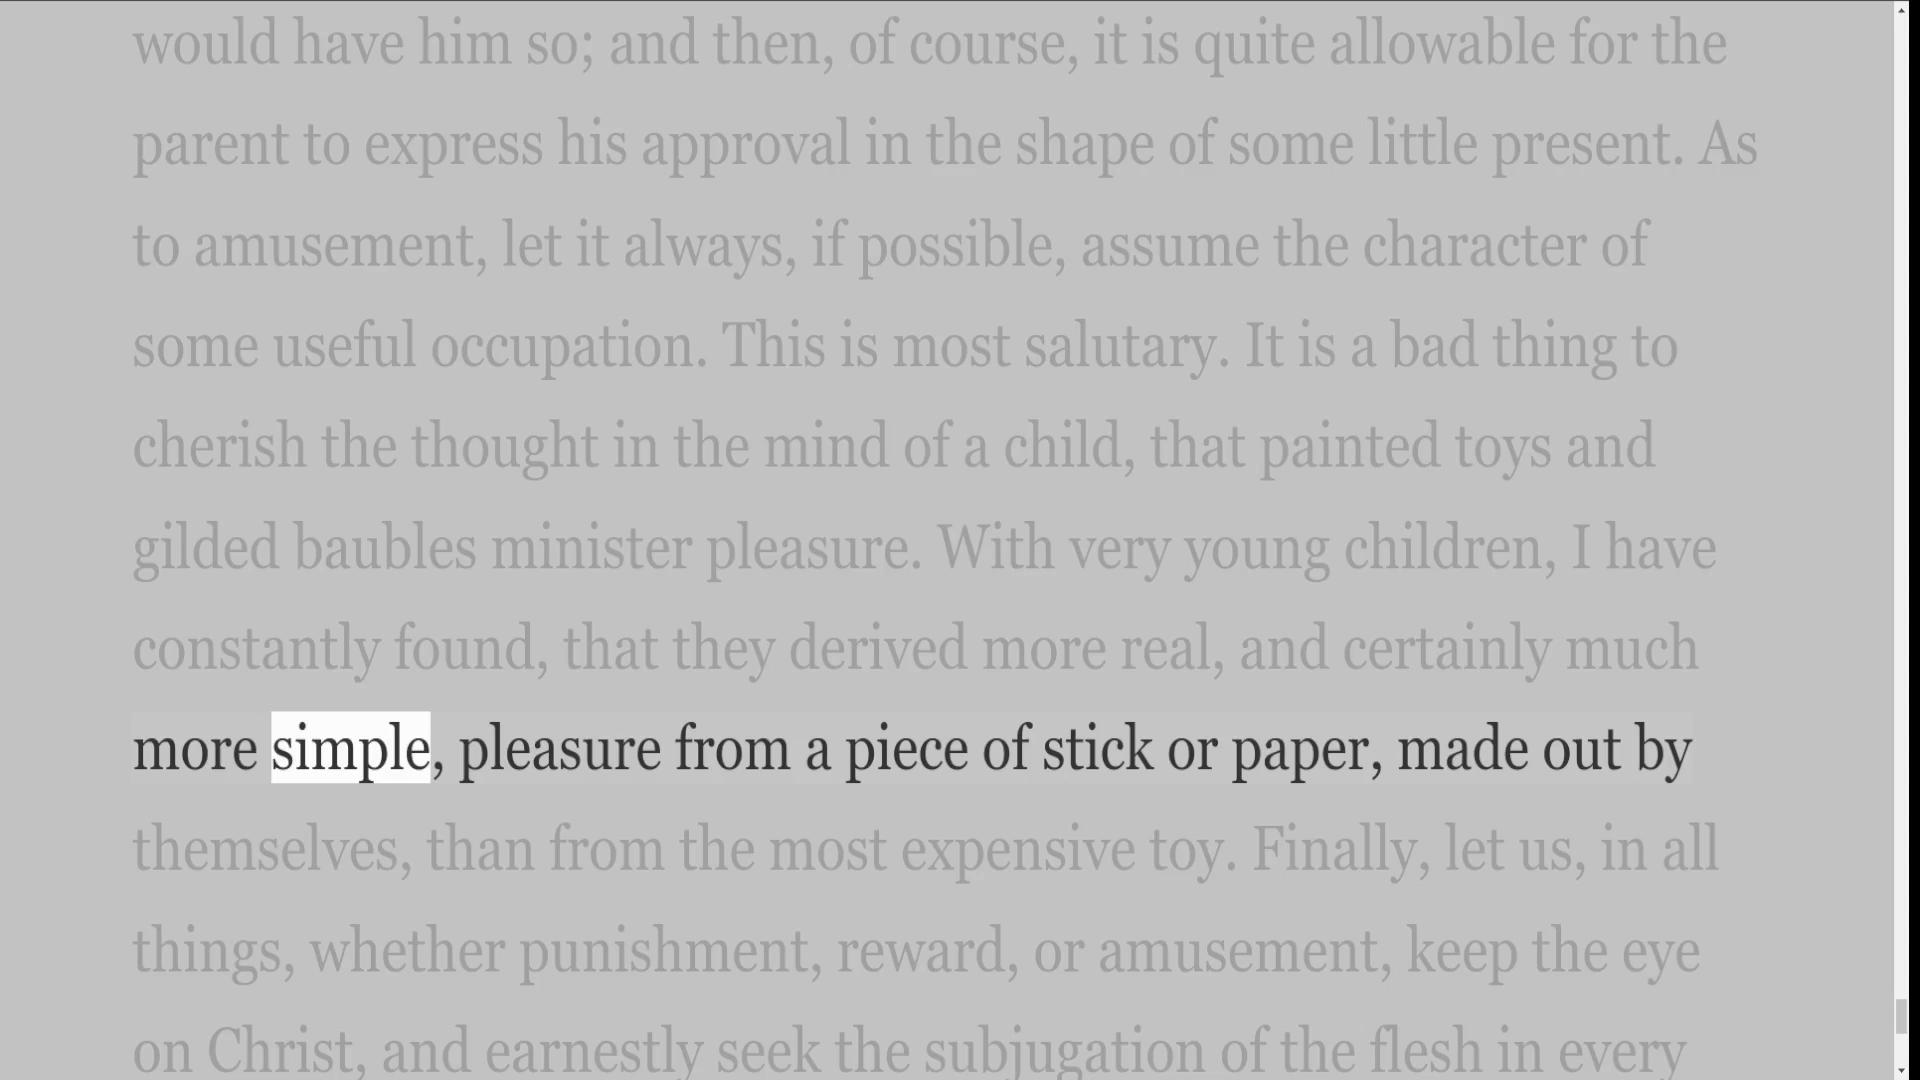 would have him so; and then, of course, it is quite allowable for the
parent to express his approval in the shape of some little present. As
to amusement, let it always, if possible, assume the character of
some useful occupation. This is most salutary. It is a bad thing to
cherish the thought in the mind of a child, that painted toys and
gilded baubles minister pleasure. With very young children, I have
constantly found, that they derived more real, and certainly much
more simple, pleasure from a piece of stick or paper, made out by
themselves, than from the most expensive toy. Finally, let us, in all
things, whether punishment, reward, or amusement, keep the eye
on Christ, and earnestly seek the subjugation of the flesh in every